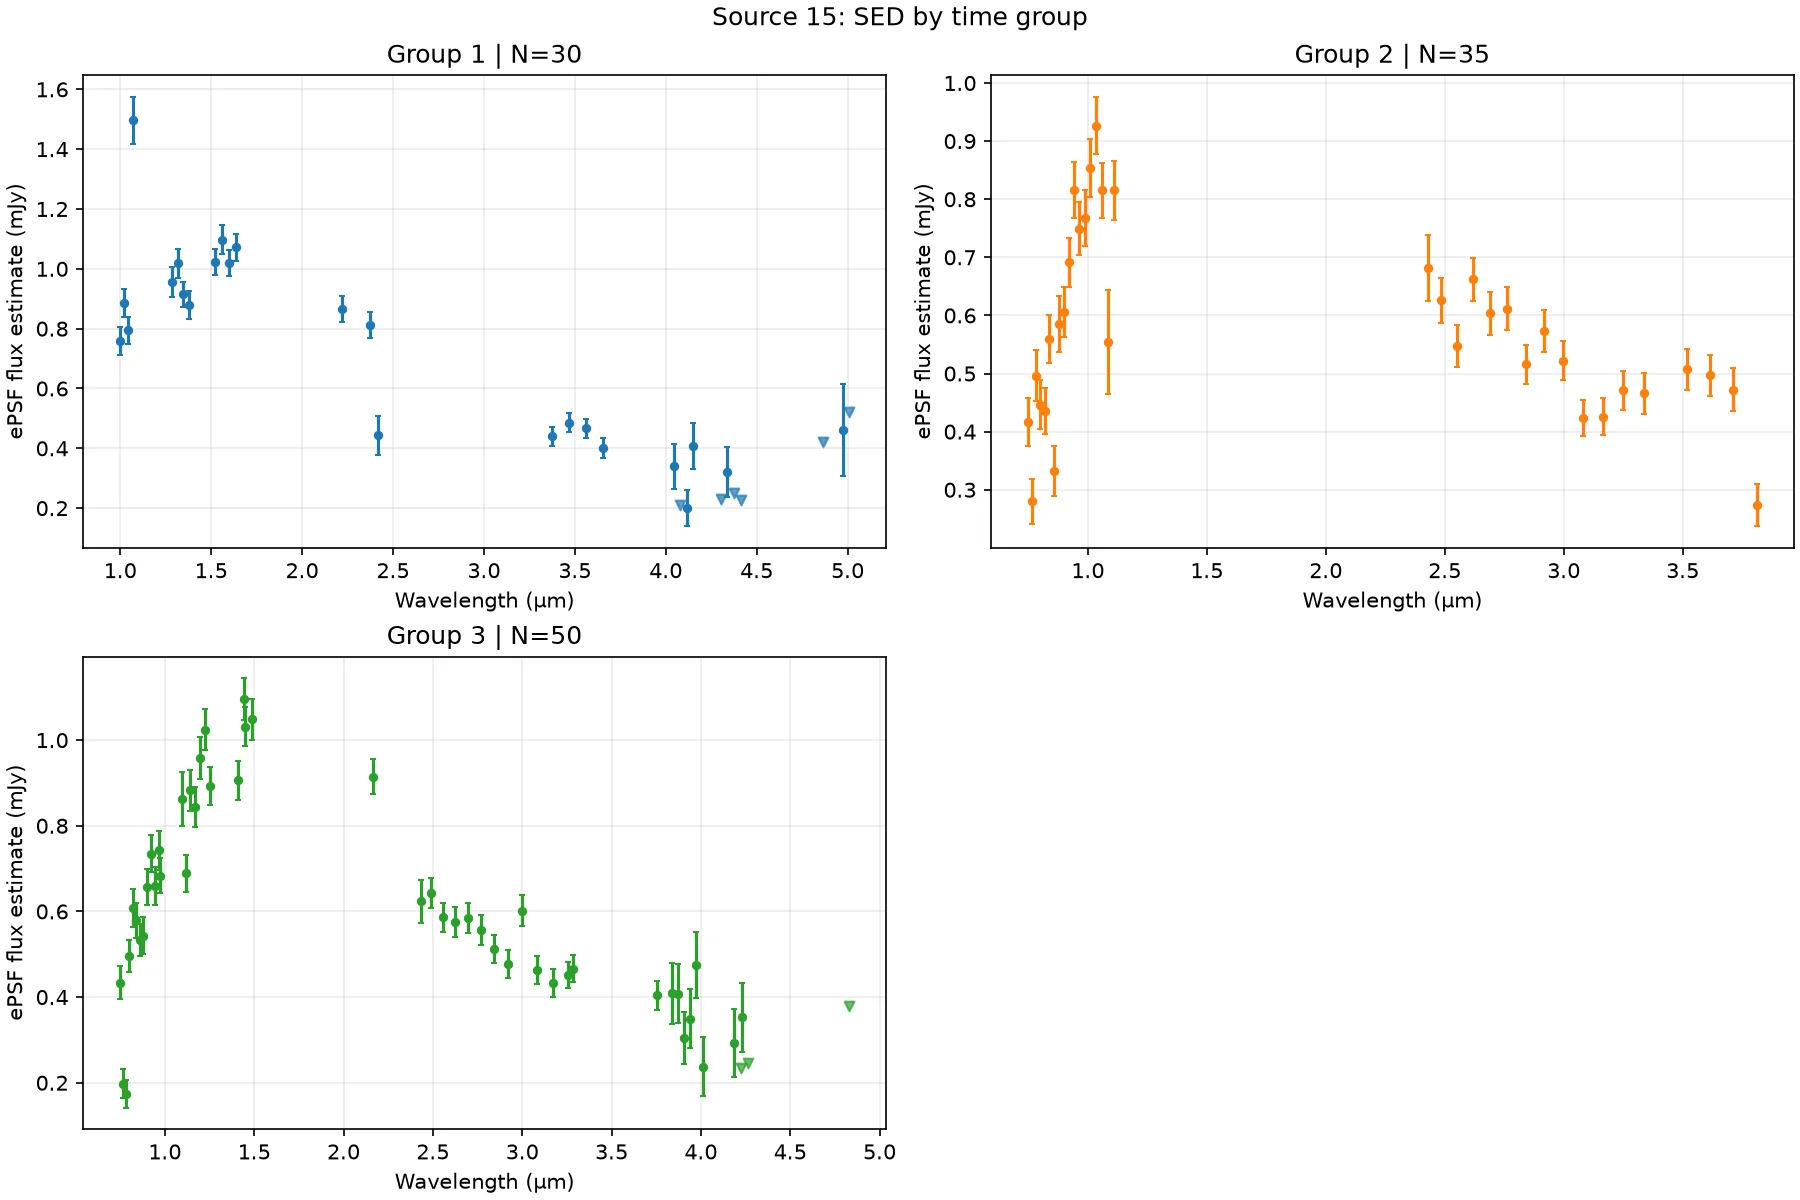 Source 15: SED by time group
Group 1 | N=30
ePSF flux estimate (mJy)
1.6
1.4
1.2
1.0
0.8
0.6
0.4
0.2
1.0 1.5 2.0 2.5 3.0 3.5 4.0 4.5 5.0
Wavelength (μm)
Group 2 | N=35
ePSF flux estimate (mJy)
1.0
0.9
0.8
0.7
0.6
0.5
0.4
0.3
1.0 1.5 2.0 2.5 3.0 3.5
Wavelength (μm)
Group 3 | N=50
ePSF flux estimate (mJy)
1.0
0.8
0.6
0.4
0.2
1.0 1.5 2.0 2.5 3.0 3.5 4.0 4.5 5.0
Wavelength (μm)